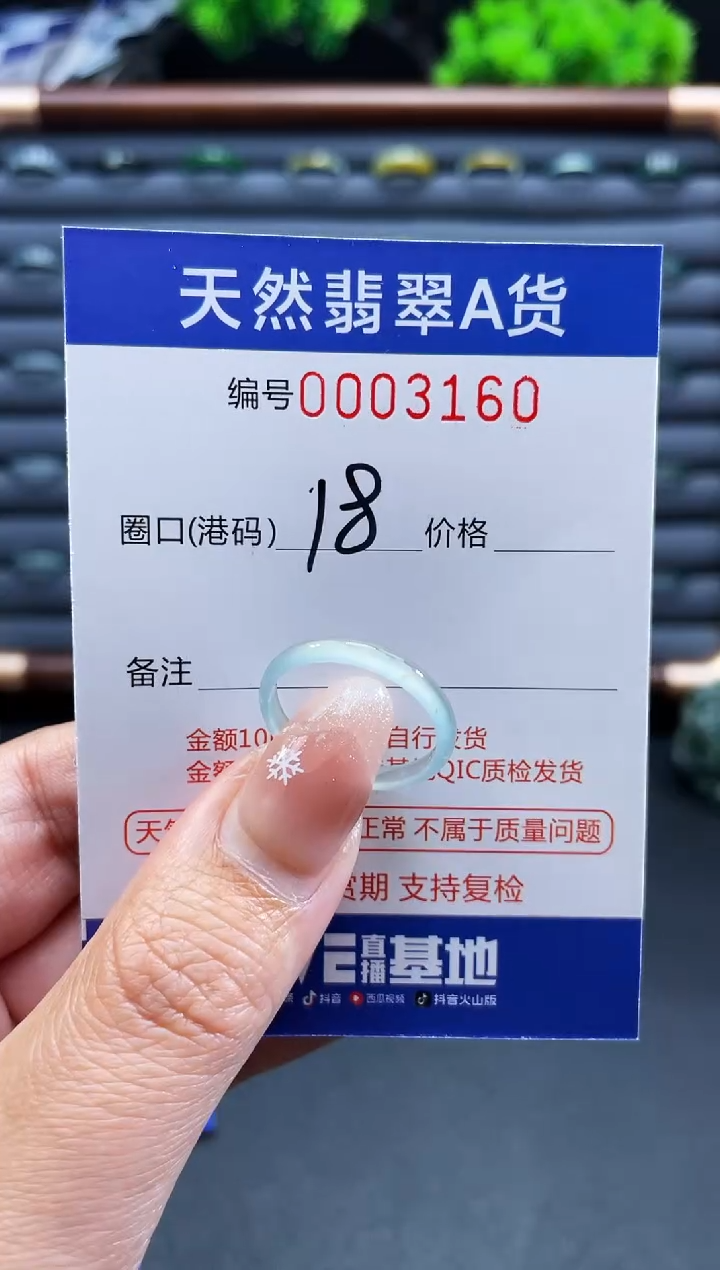 天然翡翠A货
编号0003160
圈口(港码) 18 价格
备注
金额10 自行发货
QIC质检发货
天 正常 不属于质量问题
赏期 支持复检
E直播基地
抖音 西瓜视频 抖音火山版